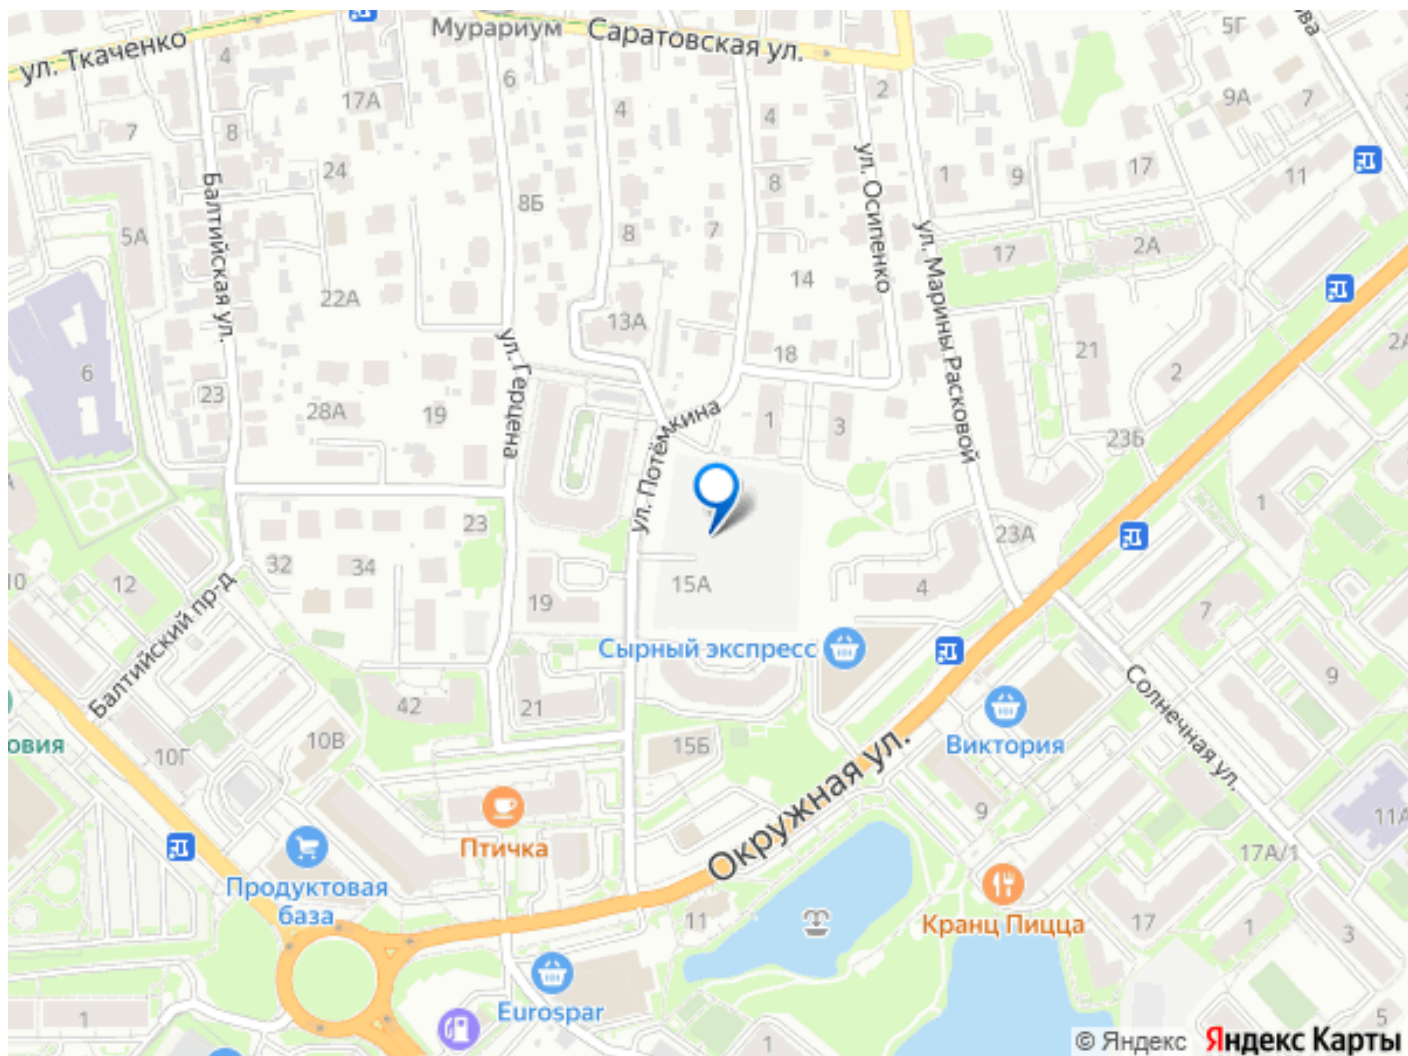 Мурариум
Саратовская ул.
ул. Ткаченко
4
17А
6
4
4
2
5Г
9А
7
7
8
24
8Б
8
7
8
14
1
9
17
11
ул. Осипенко
Балтийская ул.
5А
22А
13А
18
17
2А
ул. Марины Расковой
21
2
6
23
28А
19
ул. Герцена
ул. Потёмкина
1
3
23Б
1
23
23А
10
12
32
34
19
15А
4
7
Балтийский пр-д
Сырный экспресс
Солнечная ул.
9
42
21
10Г
10В
15Б
овия
Виктория
Окружная ул.
9
11А
Птичка
Продуктовая
база
17А/1
11
Кранц Пицца
17
1
3
Eurospar
1
1
5
© Яндекс Яндекс Карты